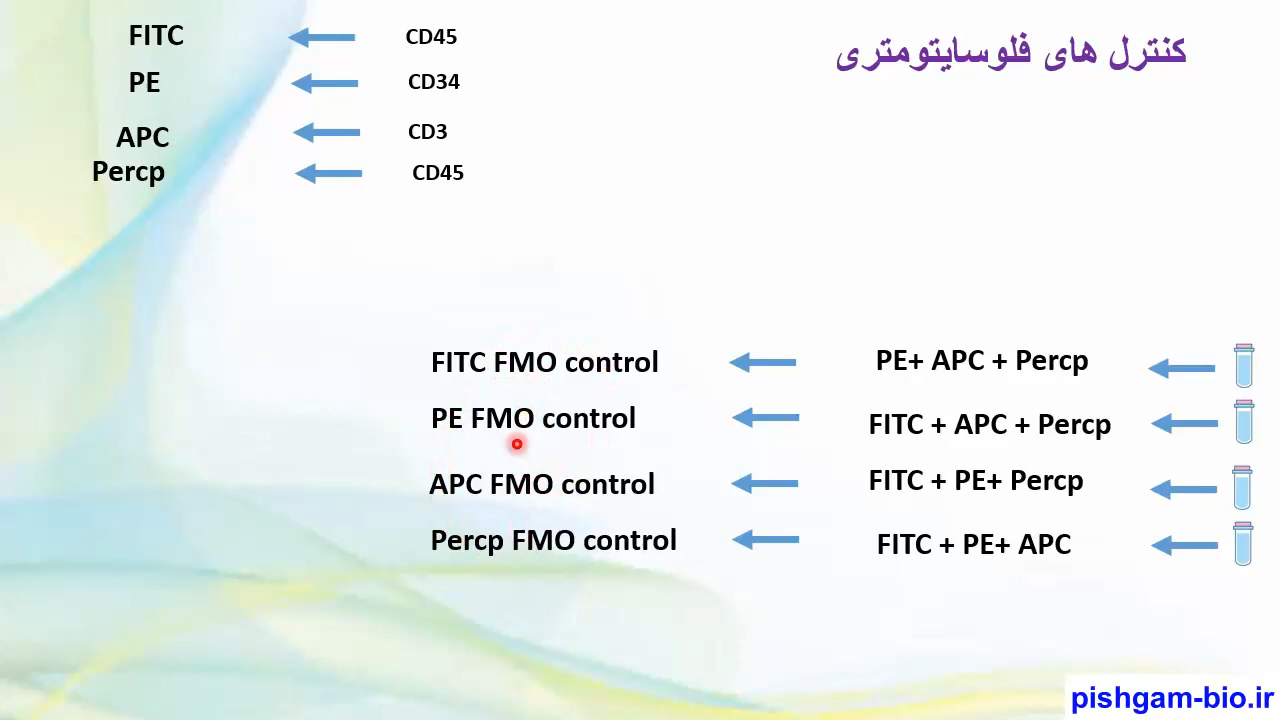 کنترل های فلوسایتومتری
FITC CD45
PE CD34
APC CD3
Percp CD45
FITC FMO control PE+ APC + Percp
PE FMO control FITC + APC + Percp
APC FMO control FITC + PE+ Percp
Percp FMO control FITC + PE+ APC
pishgam-bio.ir